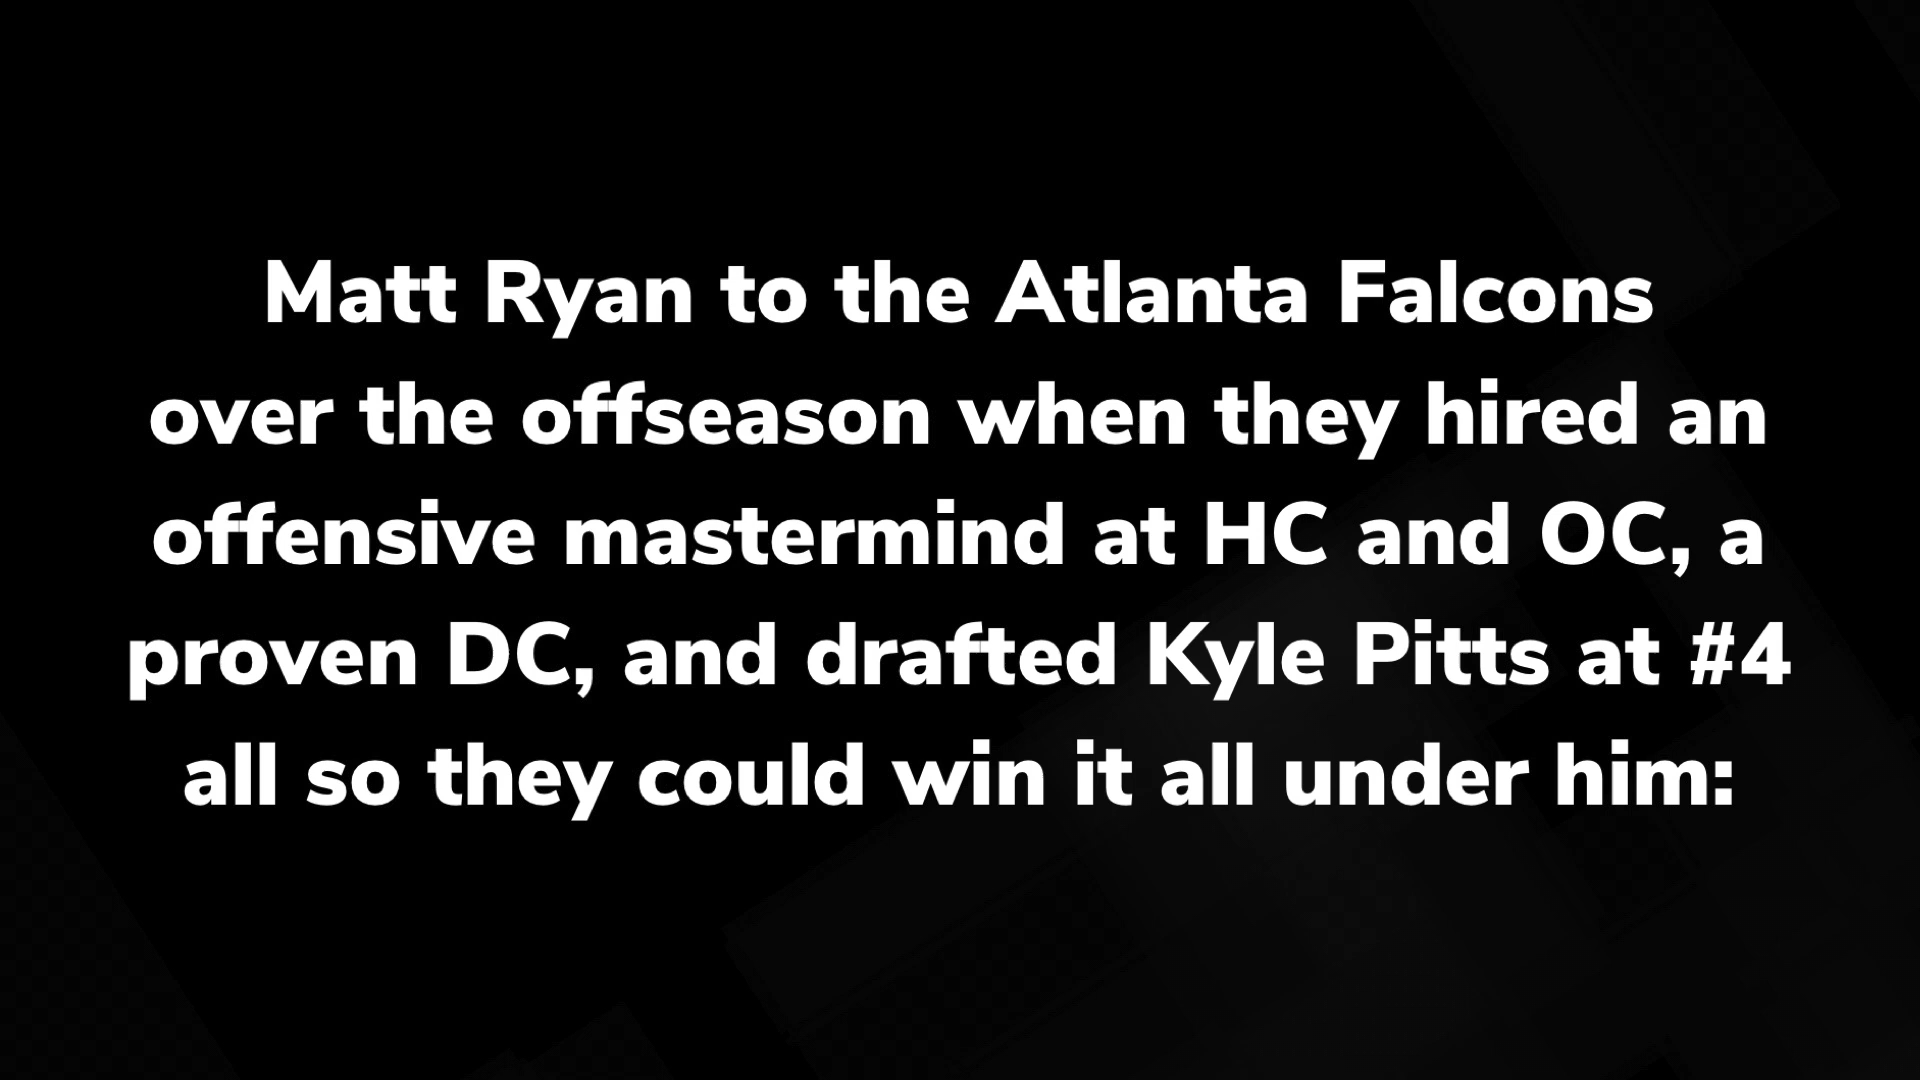 Matt Ryan to the Atlanta Falcons
over the offseason when they hired an
offensive mastermind at HC and OC, a
proven DC, and drafted Kyle Pitts at #4
all so they could win it all under him: